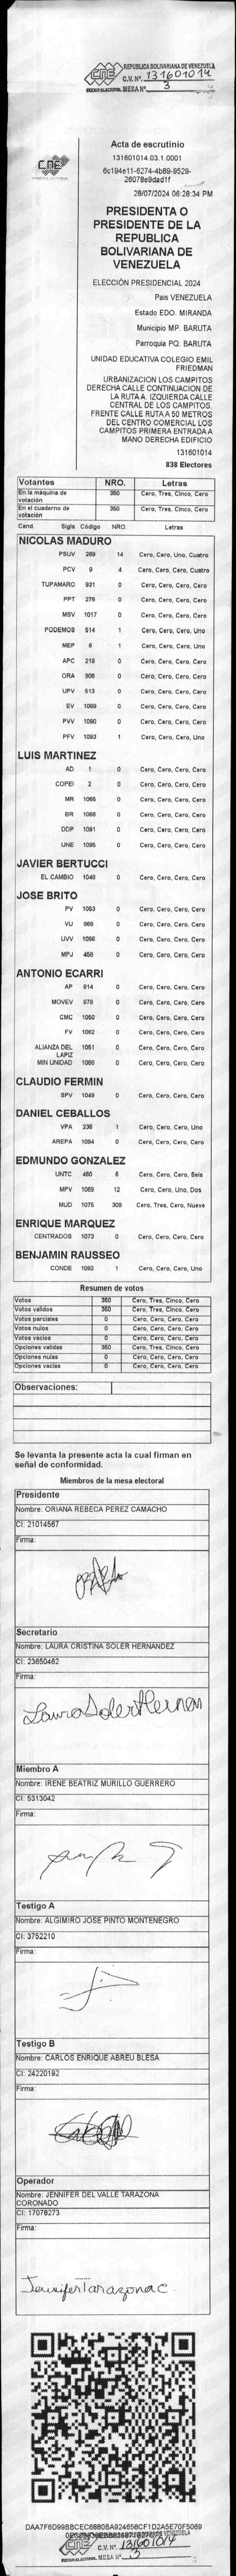 REPUBLICA BOLIVARIANA DE VENEZUELA
CNE C.V. Nº. 131601014
PODER ELECTORAL MESA Nº. 3
CNE
Acta de escrutinio
131601014.03.1.0001
28/07/2024 06:28:34 PM
PRESIDENTA O
PRESIDENTE DE LA
REPUBLICA
BOLIVARIANA DE
VENEZUELA
ELECCIÓN PRESIDENCIAL 2024
Pais VENEZUELA
Estado EDO. MIRANDA
Municipio MP. BARUTA
Parroquia PQ. BARUTA
UNIDAD EDUCATIVA COLEGIO EMIL
FRIEDMAN
URBANIZACION LOS CAMPITOS
DERECHA CALLE CONTINUACION DE
LA RUTA A. IZQUIERDA CALLE
CENTRAL DE LOS CAMPITOS.
FRENTE CALLE RUTA A 50 METROS
DEL CENTRO COMERCIAL LOS
CAMPITOS PRIMERA ENTRADA A
MANO DERECHA EDIFICIO
131601014
838 Electores
Votantes NRO. Letras
En la máquina de votación 350 Cero, Tres, Cinco, Cero
En el cuaderno de votación 350 Cero, Tres, Cinco, Cero
Cand. Sigla Código NRO. Letras
NICOLAS MADURO
PSUV 269 14 Cero, Cero, Uno, Cuatro
PCV 9 4 Cero, Cero, Cero, Cuatro
TUPAMARO 931 0 Cero, Cero, Cero, Cero
PPT 276 0 Cero, Cero, Cero, Cero
MSV 1017 0 Cero, Cero, Cero, Cero
PODEMOS 514 1 Cero, Cero, Cero, Uno
MEP 6 1 Cero, Cero, Cero, Uno
APC 219 0 Cero, Cero, Cero, Cero
ORA 906 0 Cero, Cero, Cero, Cero
UPV 513 0 Cero, Cero, Cero, Cero
EV 1089 0 Cero, Cero, Cero, Cero
PVV 1090 0 Cero, Cero, Cero, Cero
PFV 1093 1 Cero, Cero, Cero, Uno
LUIS MARTINEZ
AD 1 0 Cero, Cero, Cero, Cero
COPEI 2 0 Cero, Cero, Cero, Cero
MR 1065 0 Cero, Cero, Cero, Cero
BR 1066 0 Cero, Cero, Cero, Cero
DDP 1091 0 Cero, Cero, Cero, Cero
UNE 1095 0 Cero, Cero, Cero, Cero
JAVIER BERTUCCI
EL CAMBIO 1048 0 Cero, Cero, Cero, Cero
JOSE BRITO
PV 1053 0 Cero, Cero, Cero, Cero
VU 868 0 Cero, Cero, Cero, Cero
UVV 1096 0 Cero, Cero, Cero, Cero
MPJ 458 0 Cero, Cero, Cero, Cero
ANTONIO ECARRI
AP 814 0 Cero, Cero, Cero, Cero
MOVEV 879 0 Cero, Cero, Cero, Cero
CMC 1050 0 Cero, Cero, Cero, Cero
FV 1062 0 Cero, Cero, Cero, Cero
ALIANZA DEL LAPIZ 1051 0 Cero, Cero, Cero, Cero
MIN UNIDAD 1068 0 Cero, Cero, Cero, Cero
CLAUDIO FERMIN
SPV 1049 0 Cero, Cero, Cero, Cero
DANIEL CEBALLOS
VPA 236 1 Cero, Cero, Cero, Uno
AREPA 1094 0 Cero, Cero, Cero, Cero
EDMUNDO GONZALEZ
UNTC 460 6 Cero, Cero, Cero, Seis
MPV 1069 12 Cero, Cero, Uno, Dos
MUD 1075 309 Cero, Tres, Cero, Nueve
ENRIQUE MARQUEZ
CENTRADOS 1073 0 Cero, Cero, Cero, Cero
BENJAMIN RAUSSEO
CONDE 1092 1 Cero, Cero, Cero, Uno
Resumen de votos
Votos 350 Cero, Tres, Cinco, Cero
Votos validos 350 Cero, Tres, Cinco, Cero
Votos parciales 0 Cero, Cero, Cero, Cero
Votos nulos 0 Cero, Cero, Cero, Cero
Votos vacios 0 Cero, Cero, Cero, Cero
Opciones validas 350 Cero, Tres, Cinco, Cero
Opciones nulas 0 Cero, Cero, Cero, Cero
Opciones vacias 0 Cero, Cero, Cero, Cero
Observaciones:
Se levanta la presente acta la cual firman en
señal de conformidad.
Miembros de la mesa electoral
Presidente
Nombre: ORIANA REBECA PEREZ CAMACHO
CI: 21014567
Firma:
Secretario
Nombre: LAURA CRISTINA SOLER HERNANDEZ
CI: 23650462
Firma:
Laura Soler Hernan
Miembro A
Nombre: IRENE BEATRIZ MURILLO GUERRERO
CI: 5313042
Firma:
Testigo A
Nombre: ALGIMIRO JOSE PINTO MONTENEGRO
CI: 3752210
Firma:
Testigo B
Nombre: CARLOS ENRIQUE ABREU BLESA
CI: 24220192
Firma:
Operador
Nombre: JENNIFER DEL VALLE TARAZONA
CORONADO
CI: 17078273
Firma:
Jennifer Tarazona C.
DAA7F6D99BBCEC6680BA924658CF1D2A5E70F5069
CNE C.V. Nº. 131601014
PODER ELECTORAL MESA Nº. 3